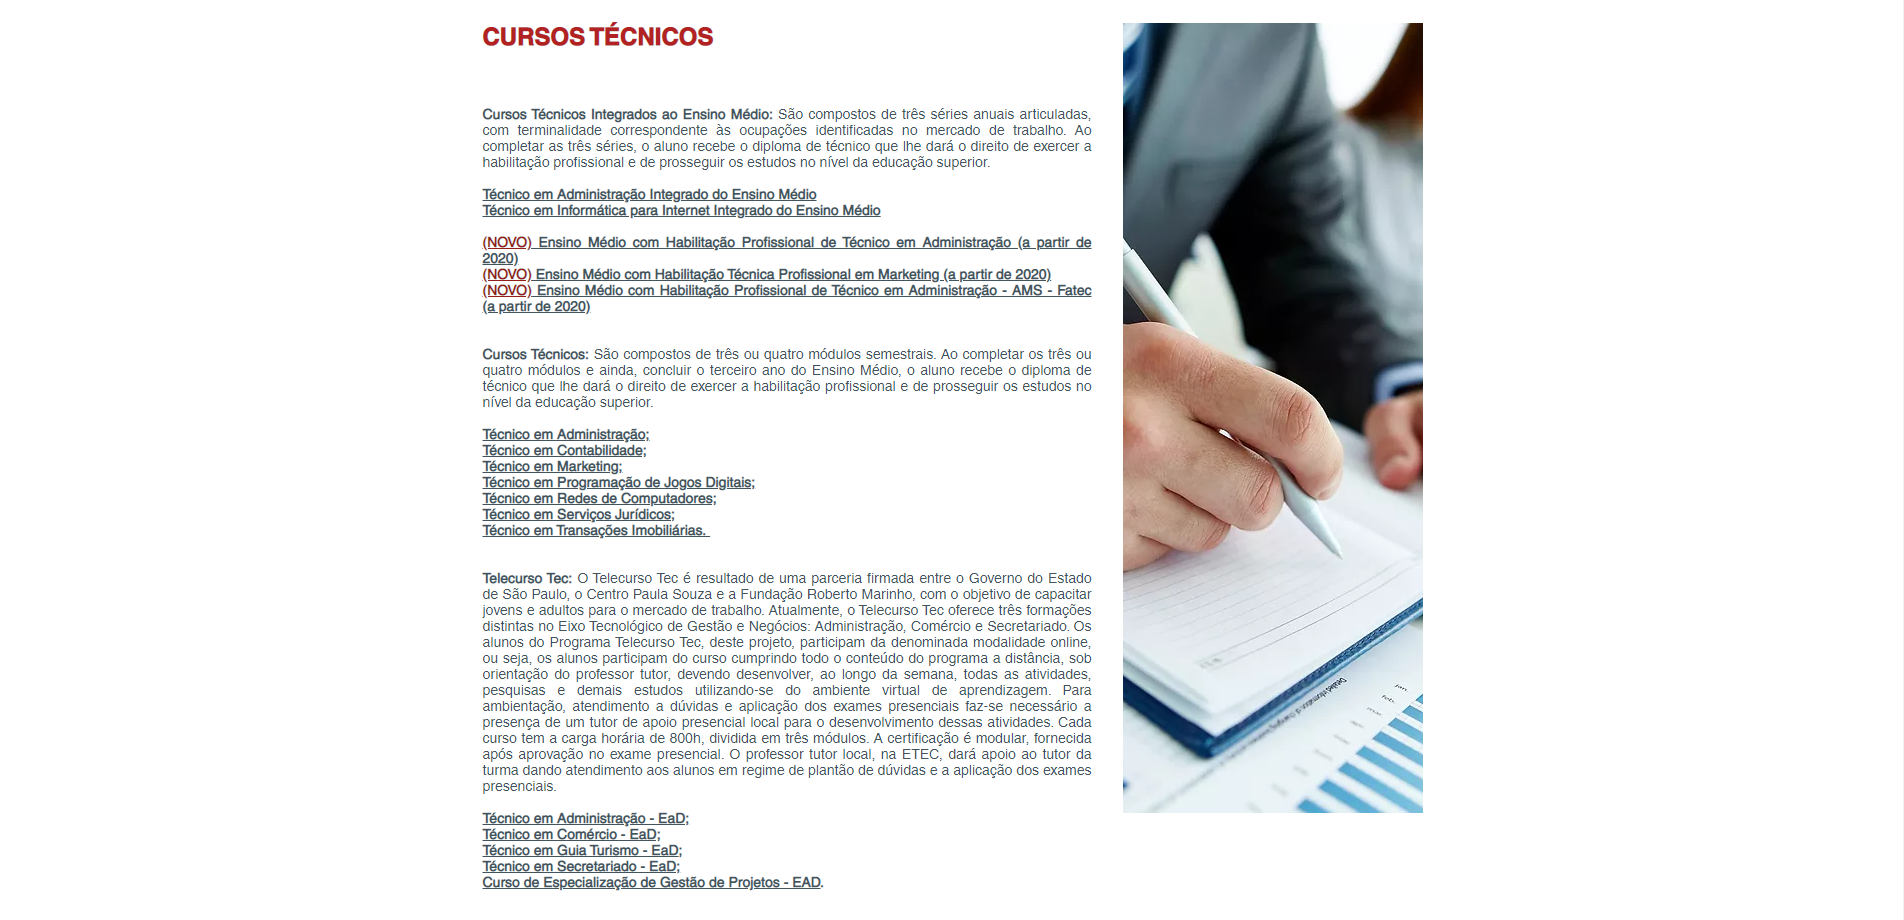 CURSOS TÉCNICOS
Cursos Técnicos Integrados ao Ensino Médio: São compostos de três séries anuais articuladas,
com terminalidade correspondente às ocupações identificadas no mercado de trabalho. Ao
completar as três séries, o aluno recebe o diploma de técnico que lhe dará o direito de exercer a
habilitação profissional e de prosseguir os estudos no nível da educação superior.
Técnico em Administração Integrado do Ensino Médio
Técnico em Informática para Internet Integrado do Ensino Médio
(NOVO) Ensino Médio com Habilitação Profissional de Técnico em Administração (a partir de
2020)
(NOVO) Ensino Médio com Habilitação Técnica Profissional em Marketing (a partir de 2020)
(NOVO) Ensino Médio com Habilitação Profissional de Técnico em Administração - AMS - Fatec
(a partir de 2020)
Cursos Técnicos: São compostos de três ou quatro módulos semestrais. Ao completar os três ou
quatro módulos e ainda, concluir o terceiro ano do Ensino Médio, o aluno recebe o diploma de
técnico que lhe dará o direito de exercer a habilitação profissional e de prosseguir os estudos no
nível da educação superior.
Técnico em Administração;
Técnico em Contabilidade;
Técnico em Marketing;
Técnico em Programação de Jogos Digitais;
Técnico em Redes de Computadores;
Técnico em Serviços Jurídicos;
Técnico em Transações Imobiliárias.
Telecurso Tec: O Telecurso Tec é resultado de uma parceria firmada entre o Governo do Estado
de São Paulo, o Centro Paula Souza e a Fundação Roberto Marinho, com o objetivo de capacitar
jovens e adultos para o mercado de trabalho. Atualmente, o Telecurso Tec oferece três formações
distintas no Eixo Tecnológico de Gestão e Negócios: Administração, Comércio e Secretariado. Os
alunos do Programa Telecurso Tec, deste projeto, participam da denominada modalidade online,
ou seja, os alunos participam do curso cumprindo todo o conteúdo do programa a distância, sob
orientação do professor tutor, devendo desenvolver, ao longo da semana, todas as atividades,
pesquisas e demais estudos utilizando-se do ambiente virtual de aprendizagem. Para
ambientação, atendimento a dúvidas e aplicação dos exames presenciais faz-se necessário a
presença de um tutor de apoio presencial local para o desenvolvimento dessas atividades. Cada
curso tem a carga horária de 800h, dividida em três módulos. A certificação é modular, fornecida
após aprovação no exame presencial. O professor tutor local, na ETEC, dará apoio ao tutor da
turma dando atendimento aos alunos em regime de plantão de dúvidas e a aplicação dos exames
presenciais.
Técnico em Administração - EaD;
Técnico em Comércio - EaD;
Técnico em Guia Turismo - EaD;
Técnico em Secretariado - EaD;
Curso de Especialização de Gestão de Projetos - EAD.